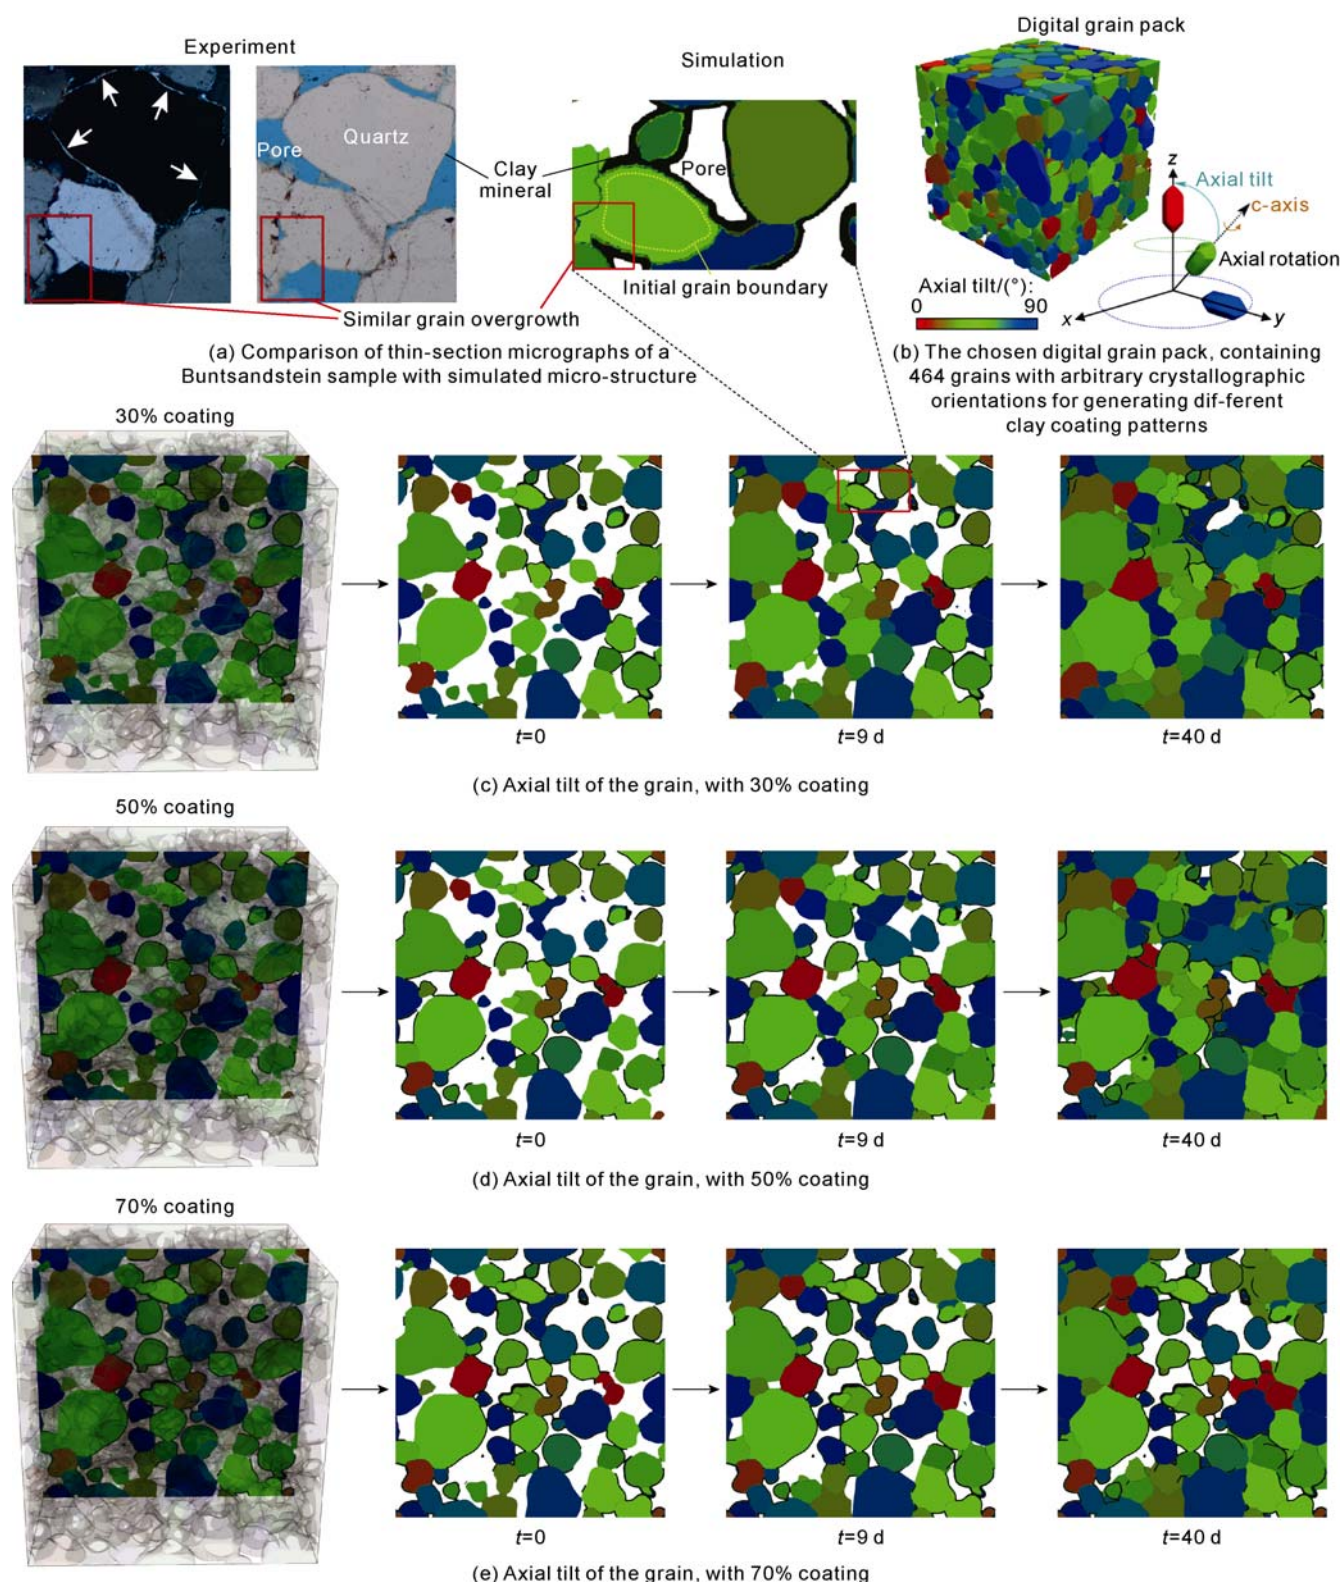 Experiment
Simulation
Digital grain pack
Quartz
Pore
Clay
mineral
Pore
Initial grain boundary
Similar grain overgrowth
z
Axial tilt
c-axis
Axial rotation
Axial tilt/(°):
0 90
x
y
(a) Comparison of thin-section micrographs of a
Buntsandstein sample with simulated micro-structure
(b) The chosen digital grain pack, containing
464 grains with arbitrary crystallographic
orientations for generating dif-ferent
clay coating patterns
30% coating
t=0
t=9 d
t=40 d
(c) Axial tilt of the grain, with 30% coating
50% coating
t=0
t=9 d
t=40 d
(d) Axial tilt of the grain, with 50% coating
70% coating
t=0
t=9 d
t=40 d
(e) Axial tilt of the grain, with 70% coating